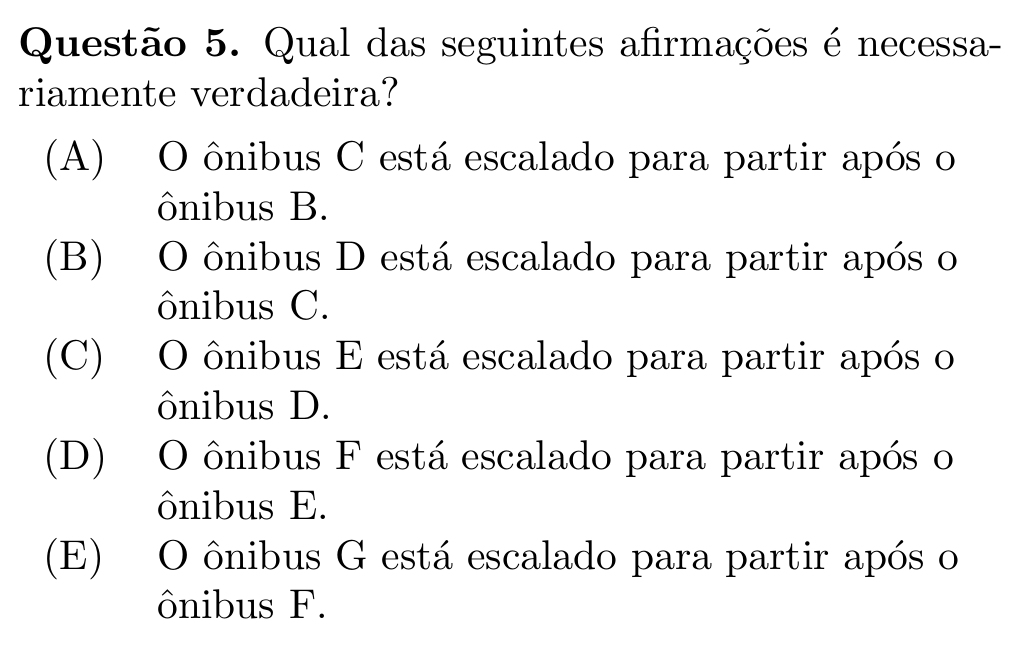 Questão 5. Qual das seguintes afirmações é necessa-
riamente verdadeira?
(A) O ônibus C está escalado para partir após o
ônibus B.
(B) O ônibus D está escalado para partir após o
ônibus C.
(C) O ônibus E está escalado para partir após o
ônibus D.
(D) O ônibus F está escalado para partir após o
ônibus E.
(E) O ônibus G está escalado para partir após o
ônibus F.